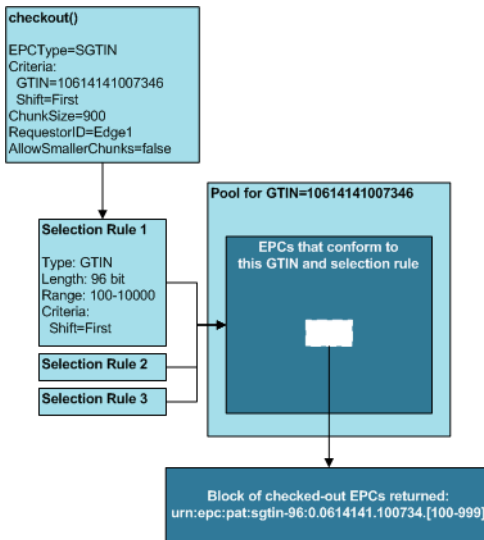 checkout()
EPCType=SGTIN
Criteria:
GTIN=10614141007346
Shift=First
ChunkSize=900
RequestorID=Edge1
AllowSmallerChunks=false
Selection Rule 1
Type: GTIN
Length: 96 bit
Range: 100-10000
Criteria:
Shift=First
Selection Rule 2
Selection Rule 3
Pool for GTIN=10614141007346
EPCs that conform to
this GTIN and selection rule
Block of checked-out EPCs returned:
urn:epc:pat:sgtin-96:0.0614141.100734.[100-999]